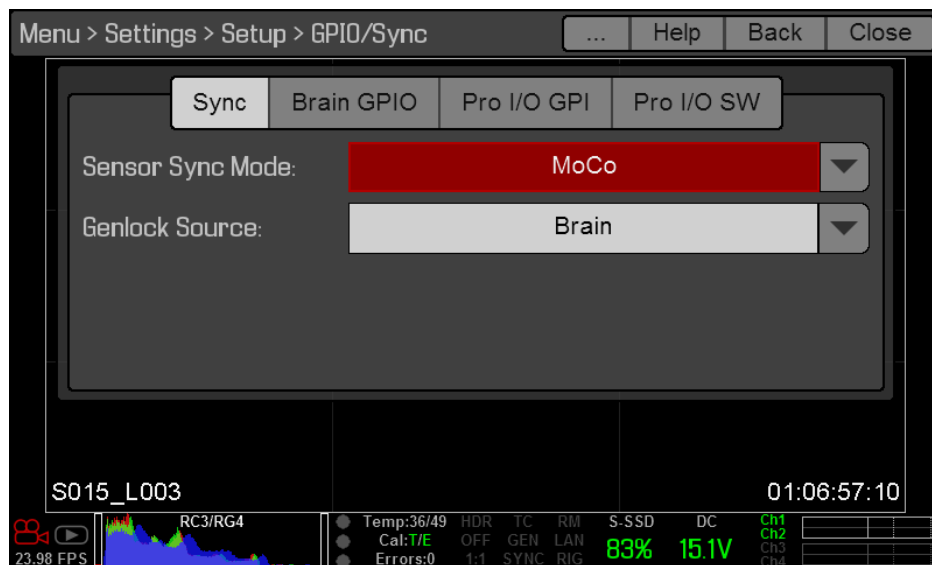 Menu > Settings > Setup > GPIO/Sync ... Help Back Close
Sync Brain GPIO Pro I/O GPI Pro I/O SW
Sensor Sync Mode: MoCo
Genlock Source: Brain
S015_L003 01:06:57:10
RC3/RG4 Temp:36/49 HDR TC RM S-SSD DC Ch1
Cal:T/E OFF GEN LAN 83% 15.1V Ch2
Ch3
23.98 FPS Errors:0 1:1 SYNC RIG Ch4